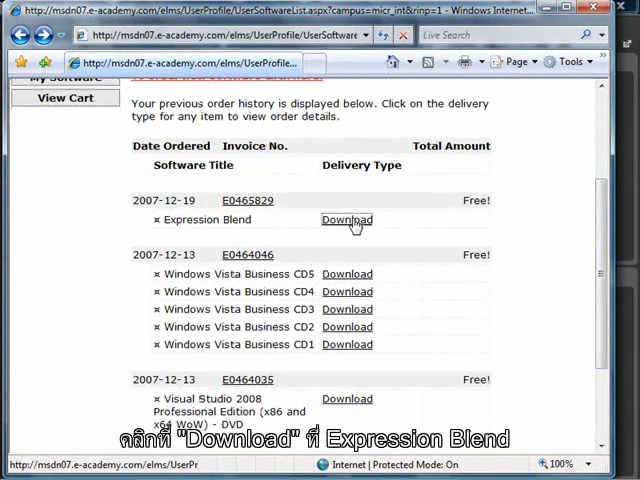 http://msdn07.e-academy.com/elms/UserProfile/UserSoftwareList.aspx?campus=micr_int&rinp=1 - Windows Internet...
http://msdn07.e-academy.com/elms/UserProfile/UserSoftware
Live Search
http://msdn07.e-academy.com/elms/UserProfile...
Page
Tools
My Software
View Cart
Your previous order history is displayed below. Click on the delivery
type for any item to view order details.
Date Ordered Invoice No. Total Amount
Software Title Delivery Type
2007-12-19 E0465829 Free!
¤ Expression Blend Download
2007-12-13 E0464046 Free!
¤ Windows Vista Business CD5 Download
¤ Windows Vista Business CD4 Download
¤ Windows Vista Business CD3 Download
¤ Windows Vista Business CD2 Download
¤ Windows Vista Business CD1 Download
2007-12-13 E0464035 Free!
¤ Visual Studio 2008 Download
Professional Edition (x86 and
x64 WoW) - DVD
คลิกที่ "Download" ที่ Expression Blend
http://msdn07.e-academy.com/elms/UserPr
Internet | Protected Mode: On
100%